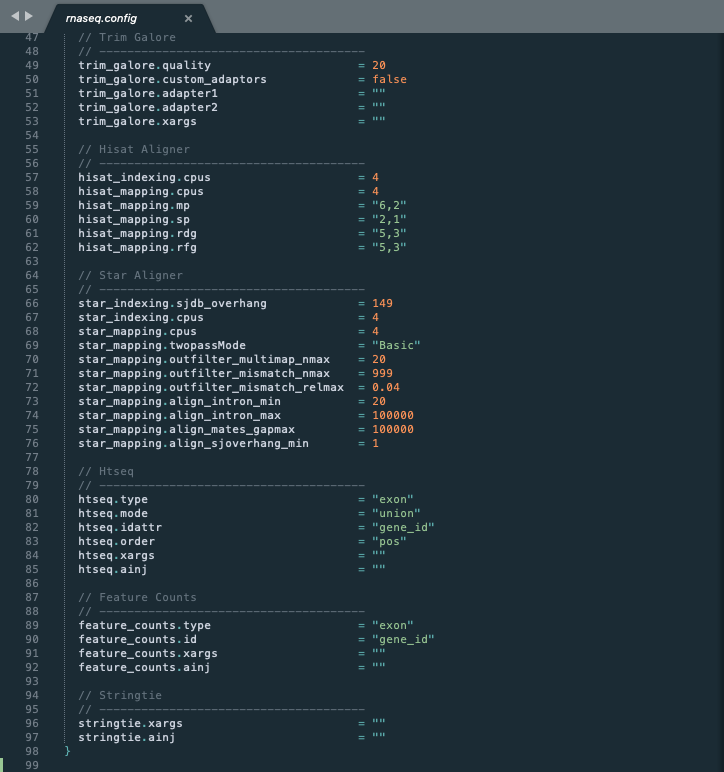 rnaseq.config ×
47 // Trim Galore
48 // --------------------------------------
49 trim_galore.quality = 20
50 trim_galore.custom_adaptors = false
51 trim_galore.adapter1 = ""
52 trim_galore.adapter2 = ""
53 trim_galore.xargs = ""
54
55 // Hisat Aligner
56 // --------------------------------------
57 hisat_indexing.cpus = 4
58 hisat_mapping.cpus = 4
59 hisat_mapping.mp = "6,2"
60 hisat_mapping.sp = "2,1"
61 hisat_mapping.rdg = "5,3"
62 hisat_mapping.rfg = "5,3"
63
64 // Star Aligner
65 // --------------------------------------
66 star_indexing.sjdb_overhang = 149
67 star_indexing.cpus = 4
68 star_mapping.cpus = 4
69 star_mapping.twopassMode = "Basic"
70 star_mapping.outfilter_multimap_nmax = 20
71 star_mapping.outfilter_mismatch_nmax = 999
72 star_mapping.outfilter_mismatch_relmax = 0.04
73 star_mapping.align_intron_min = 20
74 star_mapping.align_intron_max = 100000
75 star_mapping.align_mates_gapmax = 100000
76 star_mapping.align_sjoverhang_min = 1
77
78 // Htseq
79 // --------------------------------------
80 htseq.type = "exon"
81 htseq.mode = "union"
82 htseq.idattr = "gene_id"
83 htseq.order = "pos"
84 htseq.xargs = ""
85 htseq.ainj = ""
86
87 // Feature Counts
88 // --------------------------------------
89 feature_counts.type = "exon"
90 feature_counts.id = "gene_id"
91 feature_counts.xargs = ""
92 feature_counts.ainj = ""
93
94 // Stringtie
95 // --------------------------------------
96 stringtie.xargs = ""
97 stringtie.ainj = ""
98 }
99